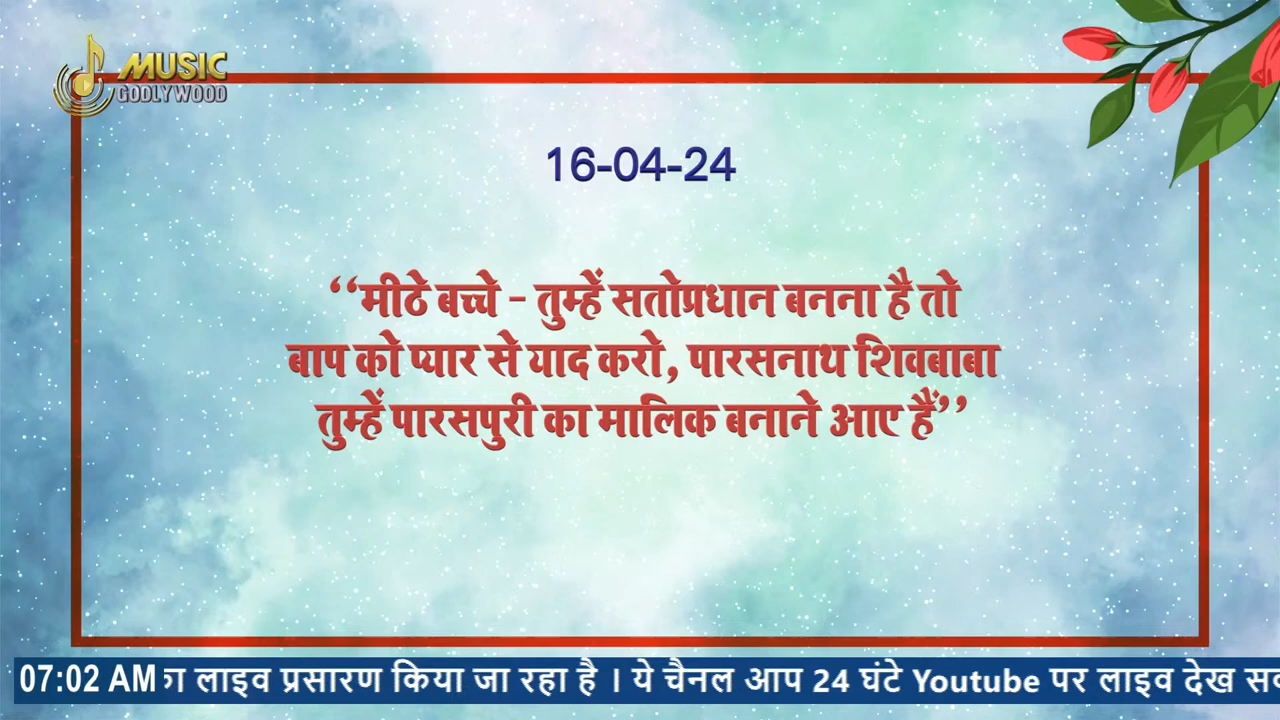 MUSIC
GODLYWOOD
16-04-24
“मीठे बच्चे - तुम्हें सतोप्रधान बनना है तो
बाप को प्यार से याद करो, पारसनाथ शिवबाबा
तुम्हें पारसपुरी का मालिक बनाने आए हैं”
07:02 AM का लाइव प्रसारण किया जा रहा है । ये चैनल आप 24 घंटे Youtube पर लाइव देख